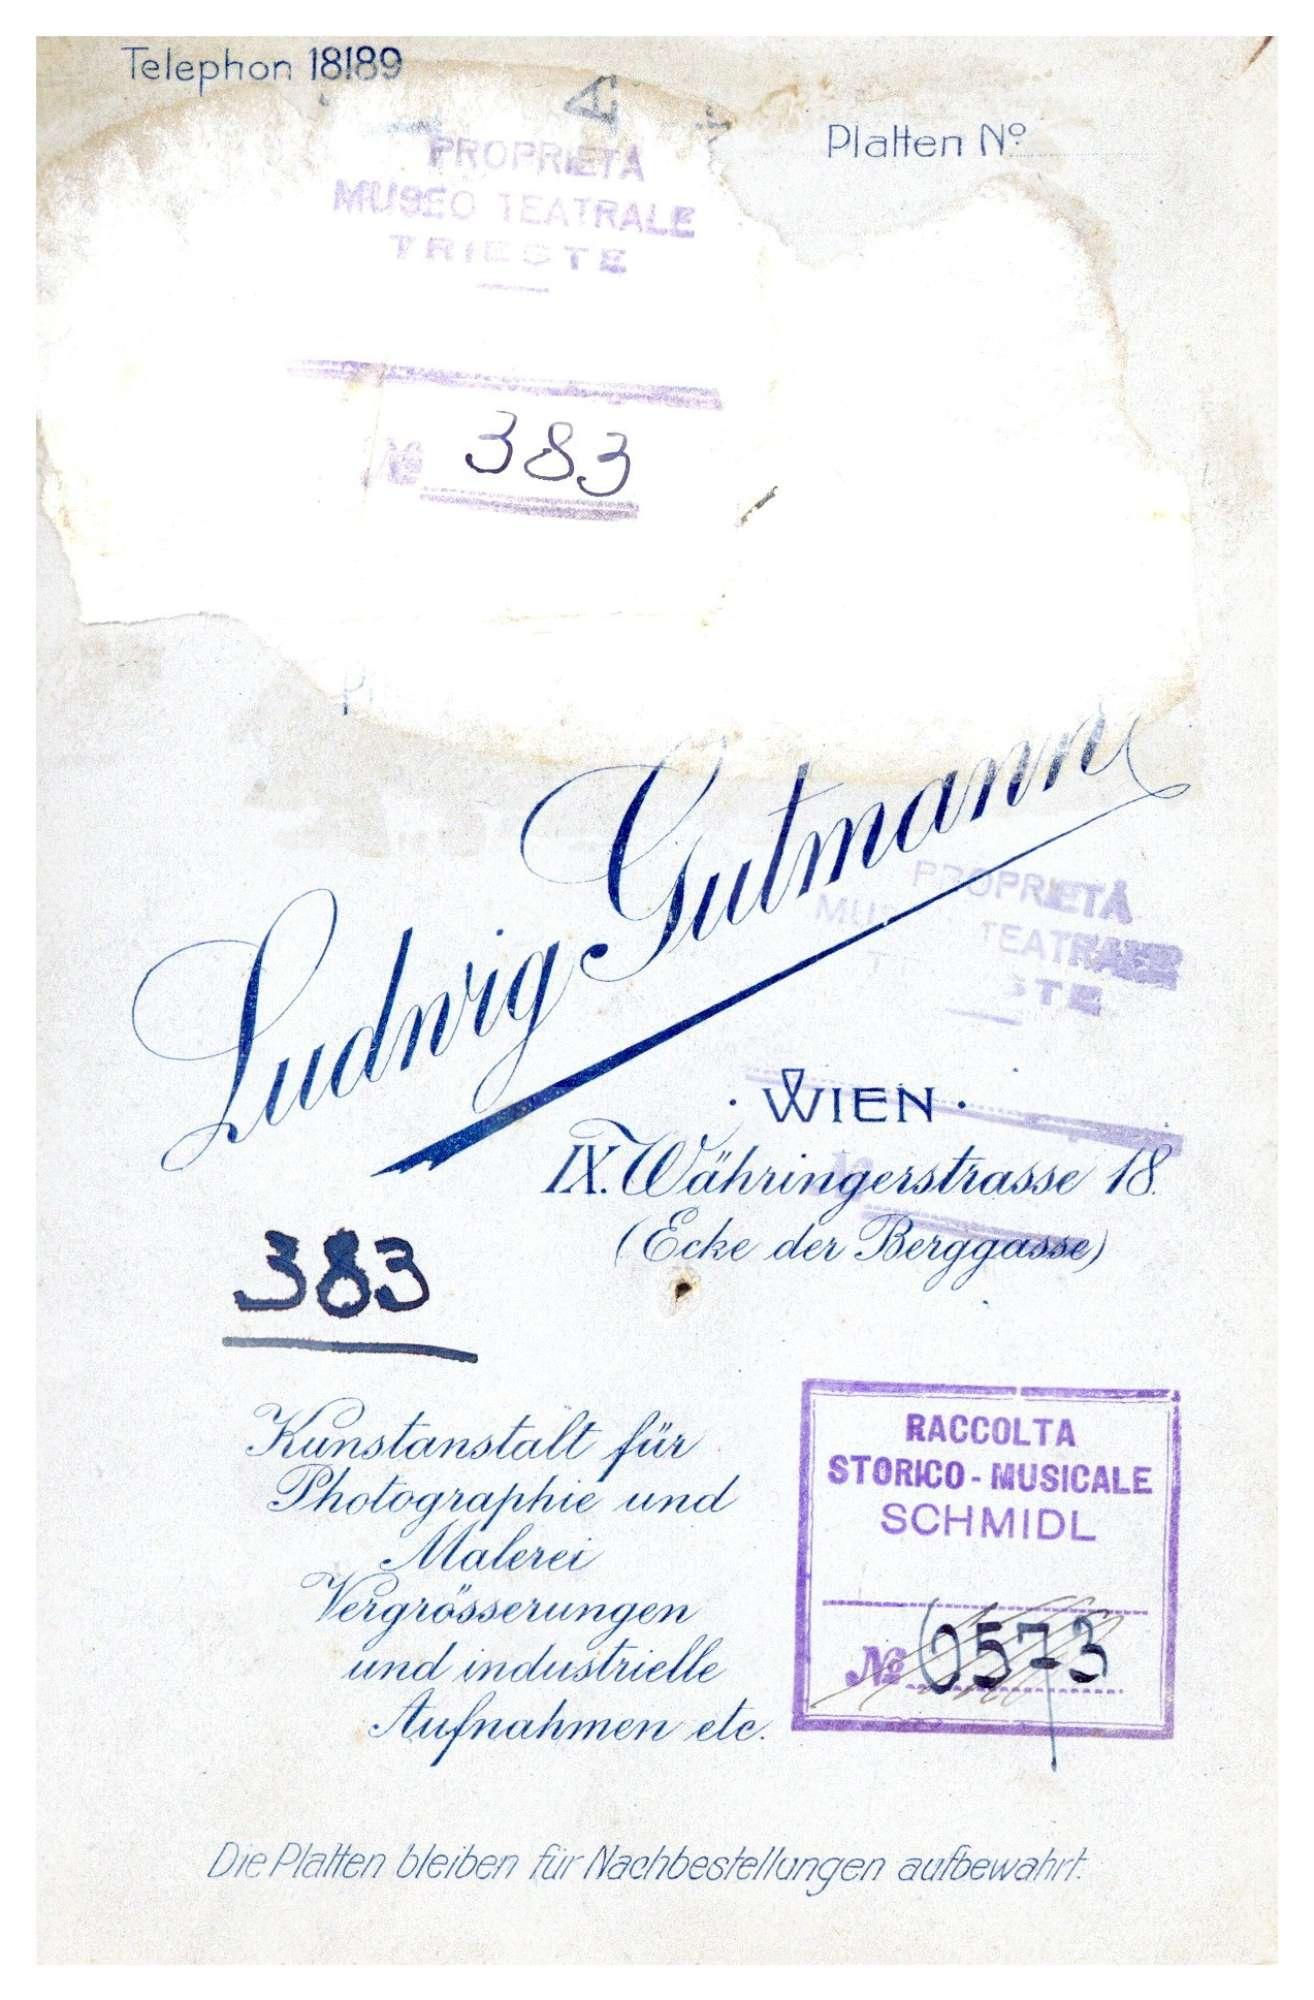 Telephon 18189
A
Platten Nº
PROPRIETÀ
MUSEO TEATRALE
TRIESTE
Nº 383
Ludwig Gutmann
PROPRIETÀ
TEATRALE
· WIEN ·
IX. Währingerstrasse 18.
(Ecke der Berggasse)
Nº
383
Kunstanstalt für
Photographie und
Malerei
Vergrösserungen
und industrielle
Aufnahmen etc.
RACCOLTA
STORICO - MUSICALE
SCHMIDL
Nº 0573
Die Platten bleiben für Nachbestellungen aufbewahrt.